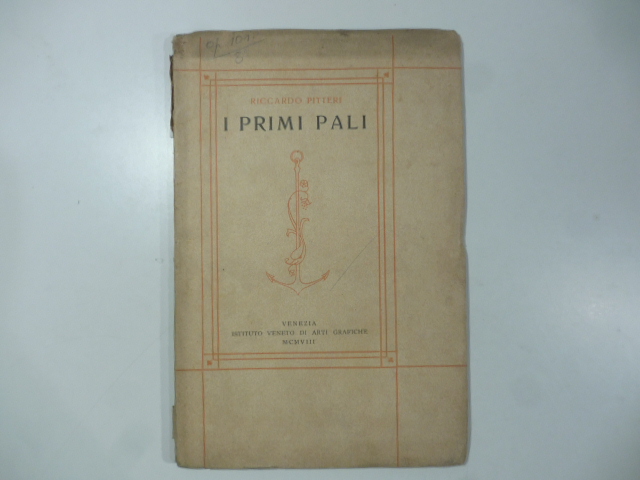 RICCARDO PITTERI
I PRIMI PALI
VENEZIA
ISTITUTO VENETO DI ARTI GRAFICHE
MCMVIII